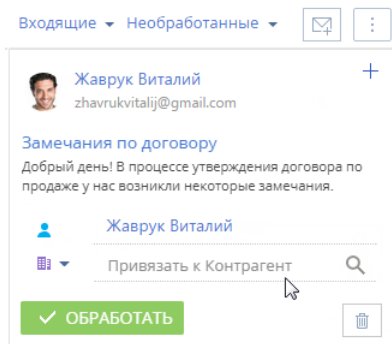 Входящие Необработанные
Жаврук Виталий
zhavrukvitalij@gmail.com
Замечания по договору
Добрый день! В процессе утверждения договора по
продаже у нас возникли некоторые замечания.
Жаврук Виталий
Привязать к Контрагент
ОБРАБОТАТЬ